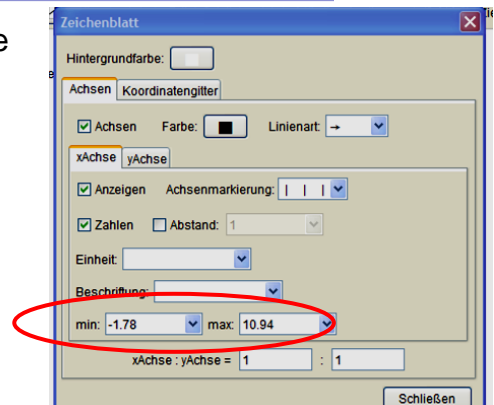 Zeichenblatt
e
Hintergrundfarbe:
Achsen Koordinatengitter
Achsen Farbe: Linienart:
xAchse yAchse
Anzeigen Achsenmarkierung: | | |
Zahlen Abstand: 1
Einheit:
Beschriftung:
min: -1.78 max: 10.94
xAchse : yAchse = 1 : 1
Schließen